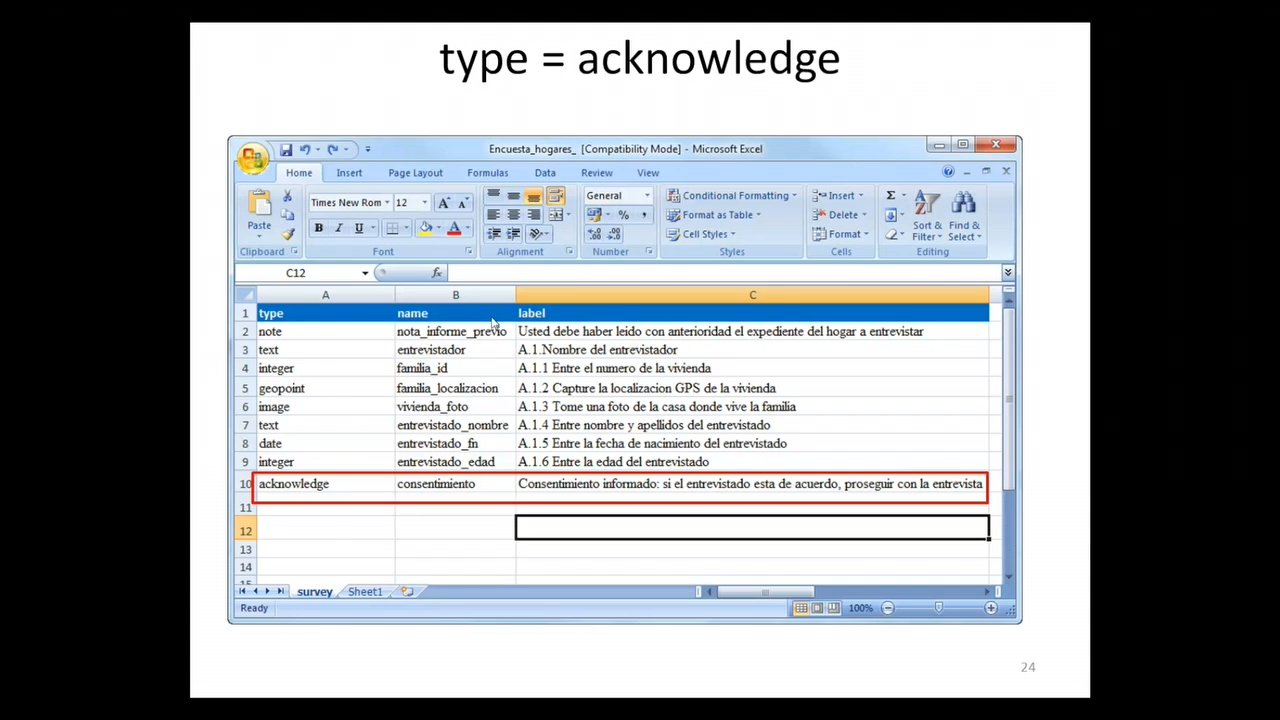 type = acknowledge
Encuesta_hogares_ [Compatibility Mode] - Microsoft Excel
Home Insert Page Layout Formulas Data Review View
Times New Rom 12 General Conditional Formatting Insert Σ
Paste B I U A % , Format as Table Delete Sort & Find &
Cell Styles Format Filter Select
Clipboard Font Alignment Number Styles Cells Editing
C12 fx
A B C
1 type name label
2 note nota_informe_previo Usted debe haber leido con anterioridad el expediente del hogar a entrevistar
3 text entrevistador A.1.Nombre del entrevistador
4 integer familia_id A.1.1 Entre el numero de la vivienda
5 geopoint familia_localizacion A.1.2 Capture la localizacion GPS de la vivienda
6 image vivienda_foto A.1.3 Tome una foto de la casa donde vive la familia
7 text entrevistado_nombre A.1.4 Entre nombre y apellidos del entrevistado
8 date entrevistado_fn A.1.5 Entre la fecha de nacimiento del entrevistado
9 integer entrevistado_edad A.1.6 Entre la edad del entrevistado
10 acknowledge consentimiento Consentimiento informado: si el entrevistado esta de acuerdo, proseguir con la entrevista
11
12
13
14
survey Sheet1
Ready 100%
24